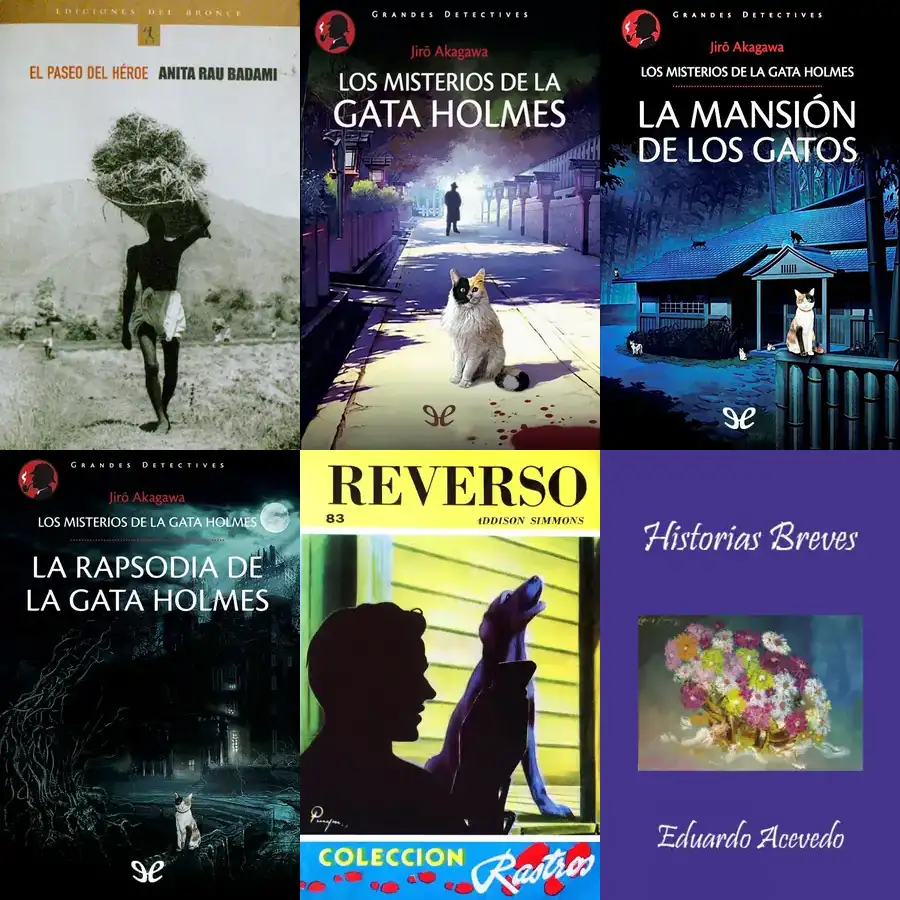 EDICIONES DEL BRONCE
EL PASEO DEL HÉROE ANITA RAU BADAMI
GRANDES DETECTIVES
Jirō Akagawa
LOS MISTERIOS DE LA
GATA HOLMES
GRANDES DETECTIVES
Jirō Akagawa
LOS MISTERIOS DE LA GATA HOLMES
LA MANSIÓN
DE LOS GATOS
GRANDES DETECTIVES
Jirō Akagawa
LOS MISTERIOS DE LA GATA HOLMES
LA RAPSODIA DE
LA GATA HOLMES
REVERSO
83
ADDISON SIMMONS
COLECCION
Rastros
Historias Breves
Eduardo Acevedo